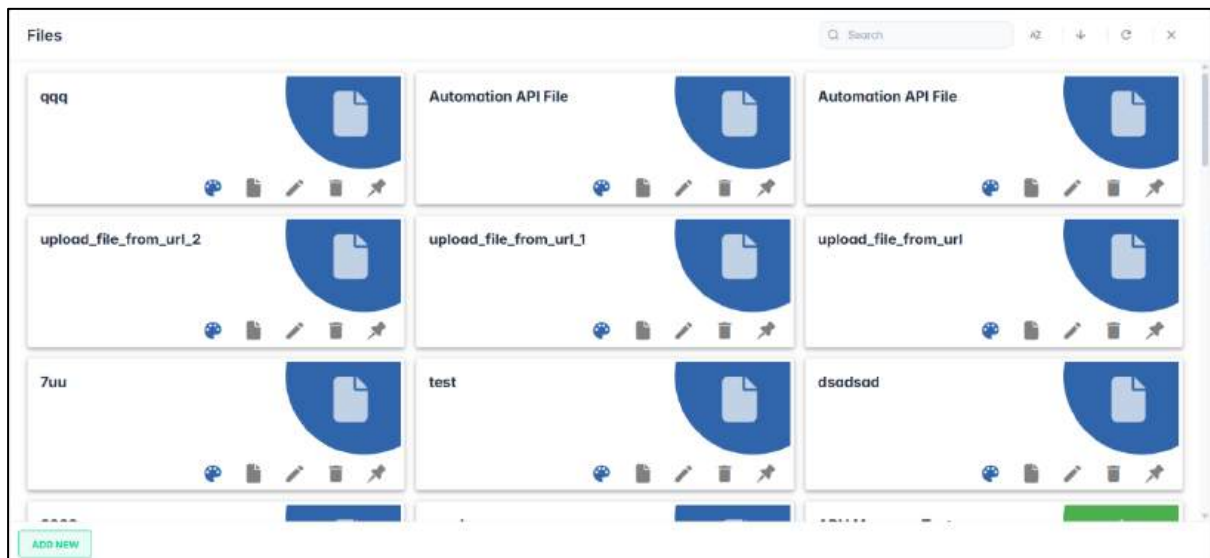 Files
Search
AZ
qqq
Automation API File
Automation API File
upload_file_from_url_2
upload_file_from_url_1
upload_file_from_url
7uu
test
dsadsad
ADD NEW